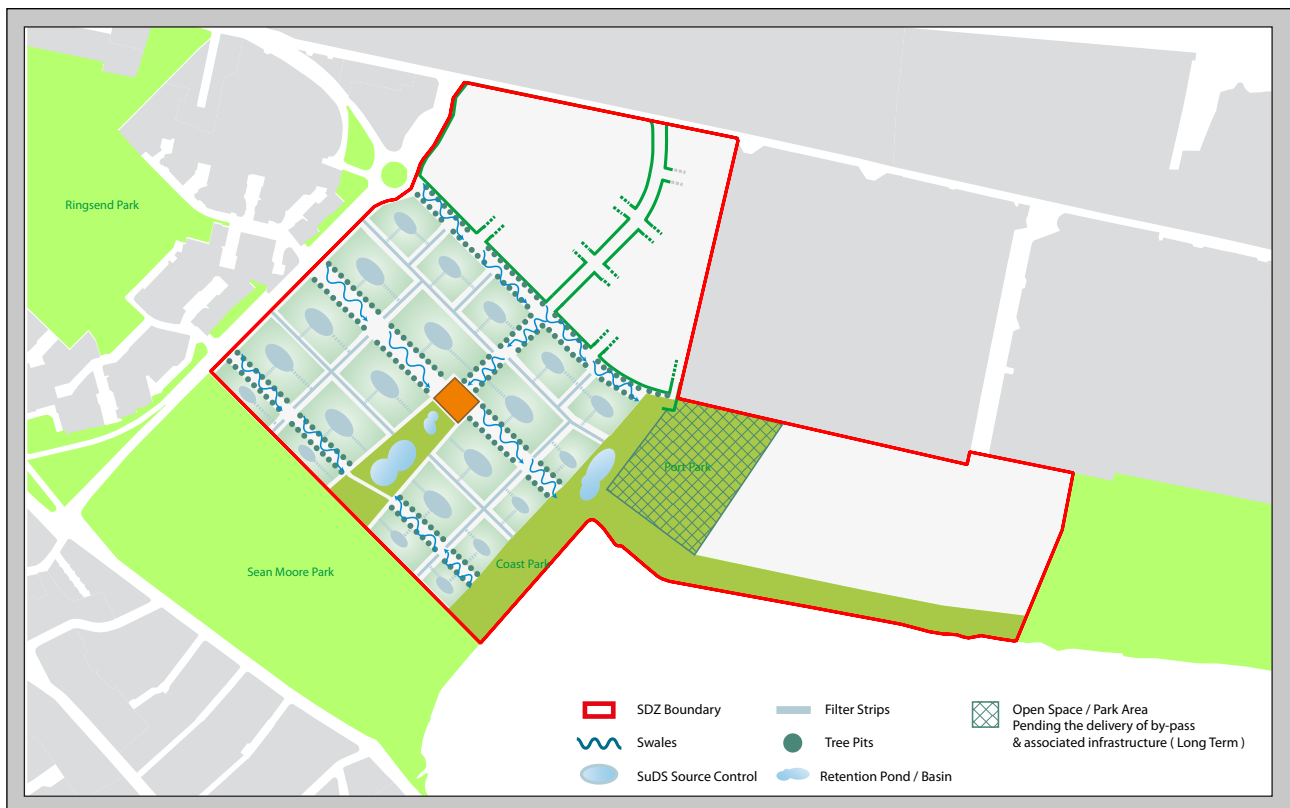 Ringsend Park
Port Park
Coast Park
Sean Moore Park
SDZ Boundary
Swales
SuDS Source Control
Filter Strips
Tree Pits
Retention Pond / Basin
Open Space / Park Area
Pending the delivery of by-pass
& associated infrastructure ( Long Term )